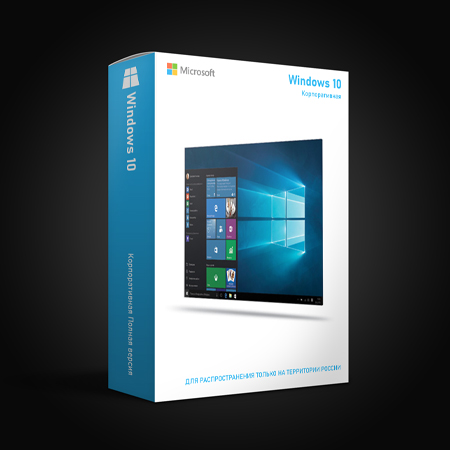 Microsoft
Windows 10
Корпоративная
Windows 10
Корпоративная Полная версия
ДЛЯ РАСПРОСТРАНЕНИЯ ТОЛЬКО НА ТЕРРИТОРИИ РОССИИ